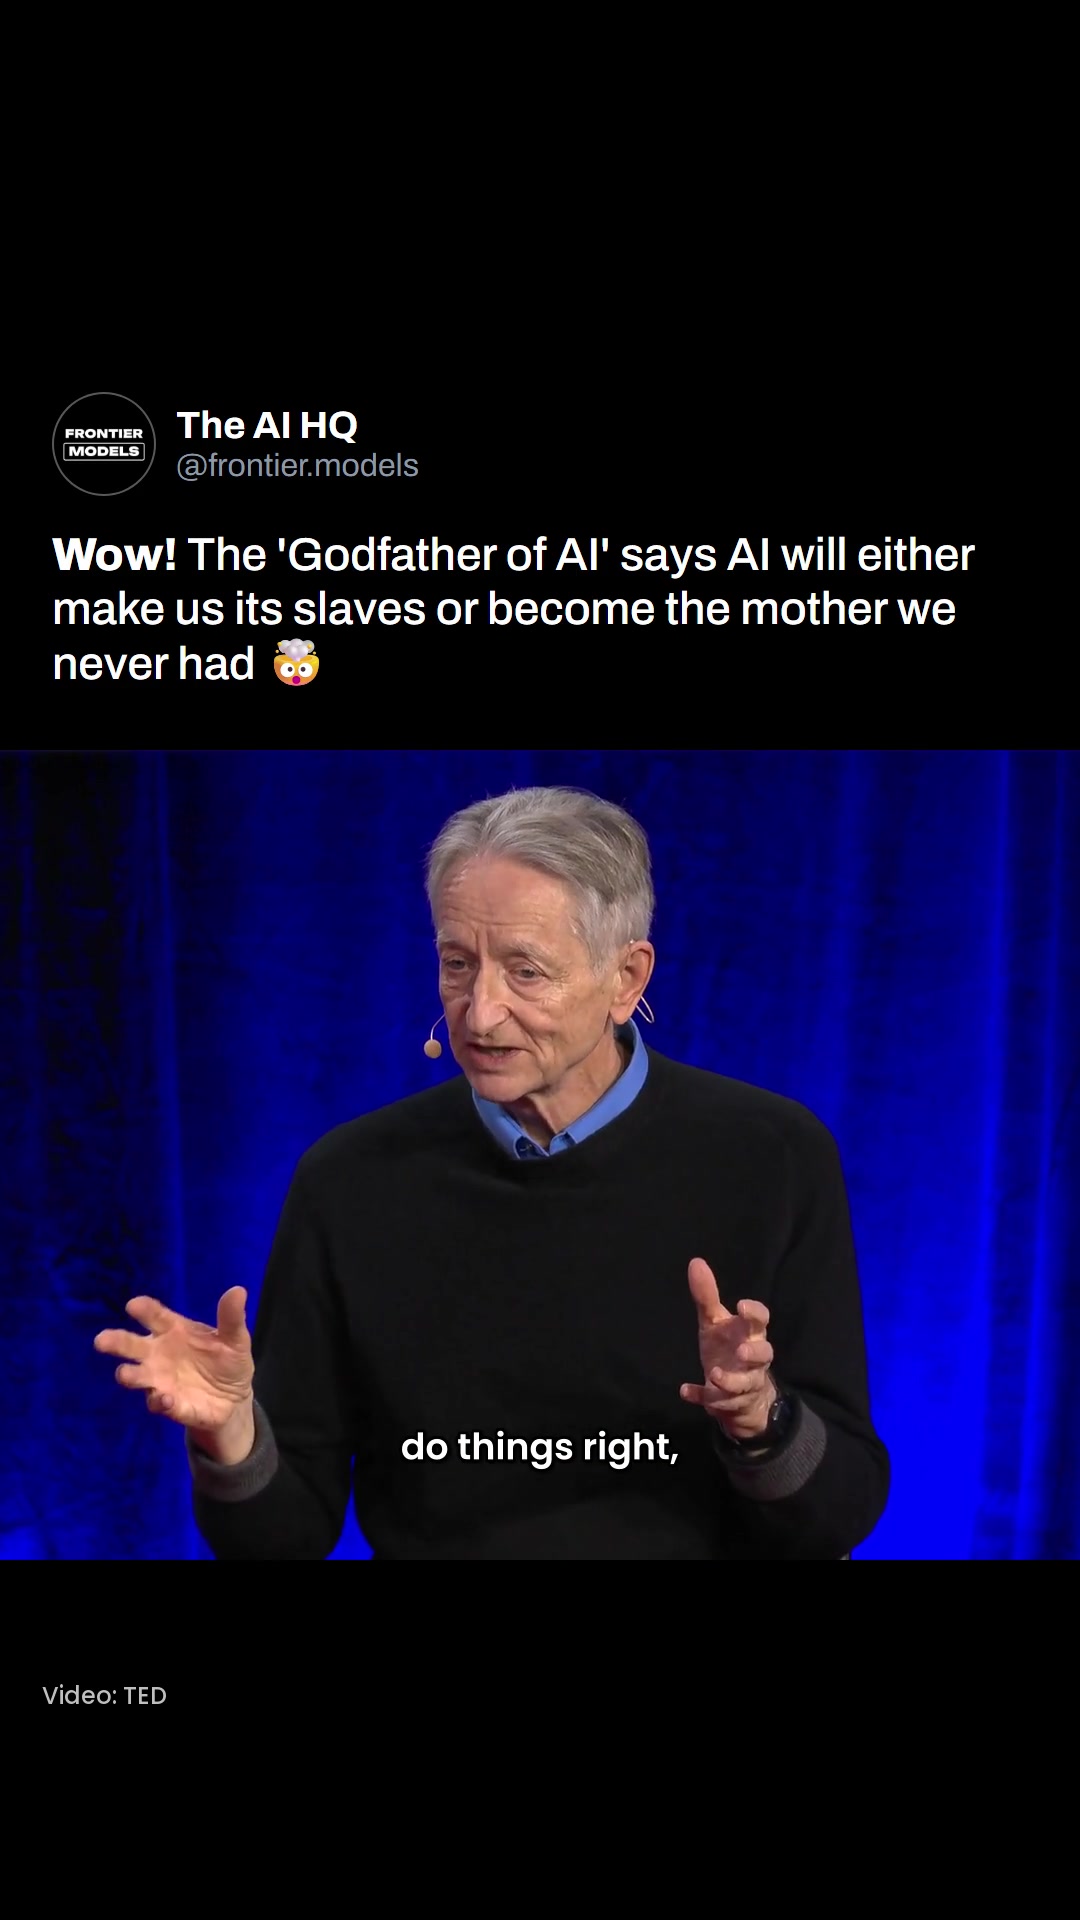 FRONTIER
MODELS
The AI HQ
@frontier.models
Wow! The 'Godfather of AI' says AI will either
make us its slaves or become the mother we
never had 🤯
do things right,
Video: TED